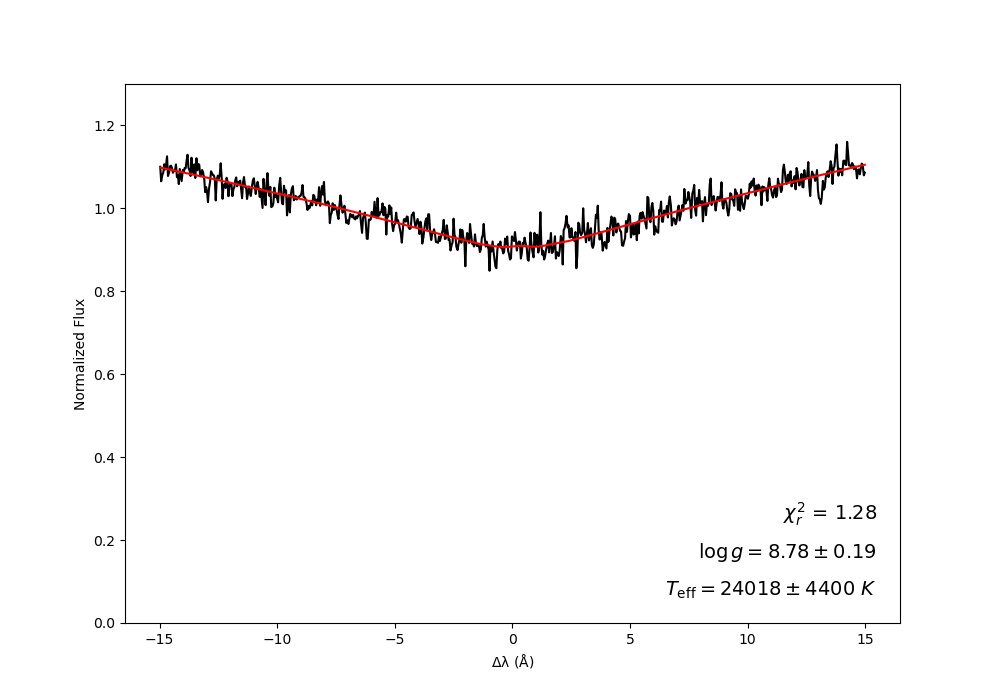 1.2
1.0
0.8
0.6
0.4
0.2
0.0
Normalized Flux
χ²ᵣ = 1.28
log g = 8.78 ± 0.19
T_eff = 24018 ± 4400 K
−15 −10 −5 0 5 10 15
Δλ (Å)